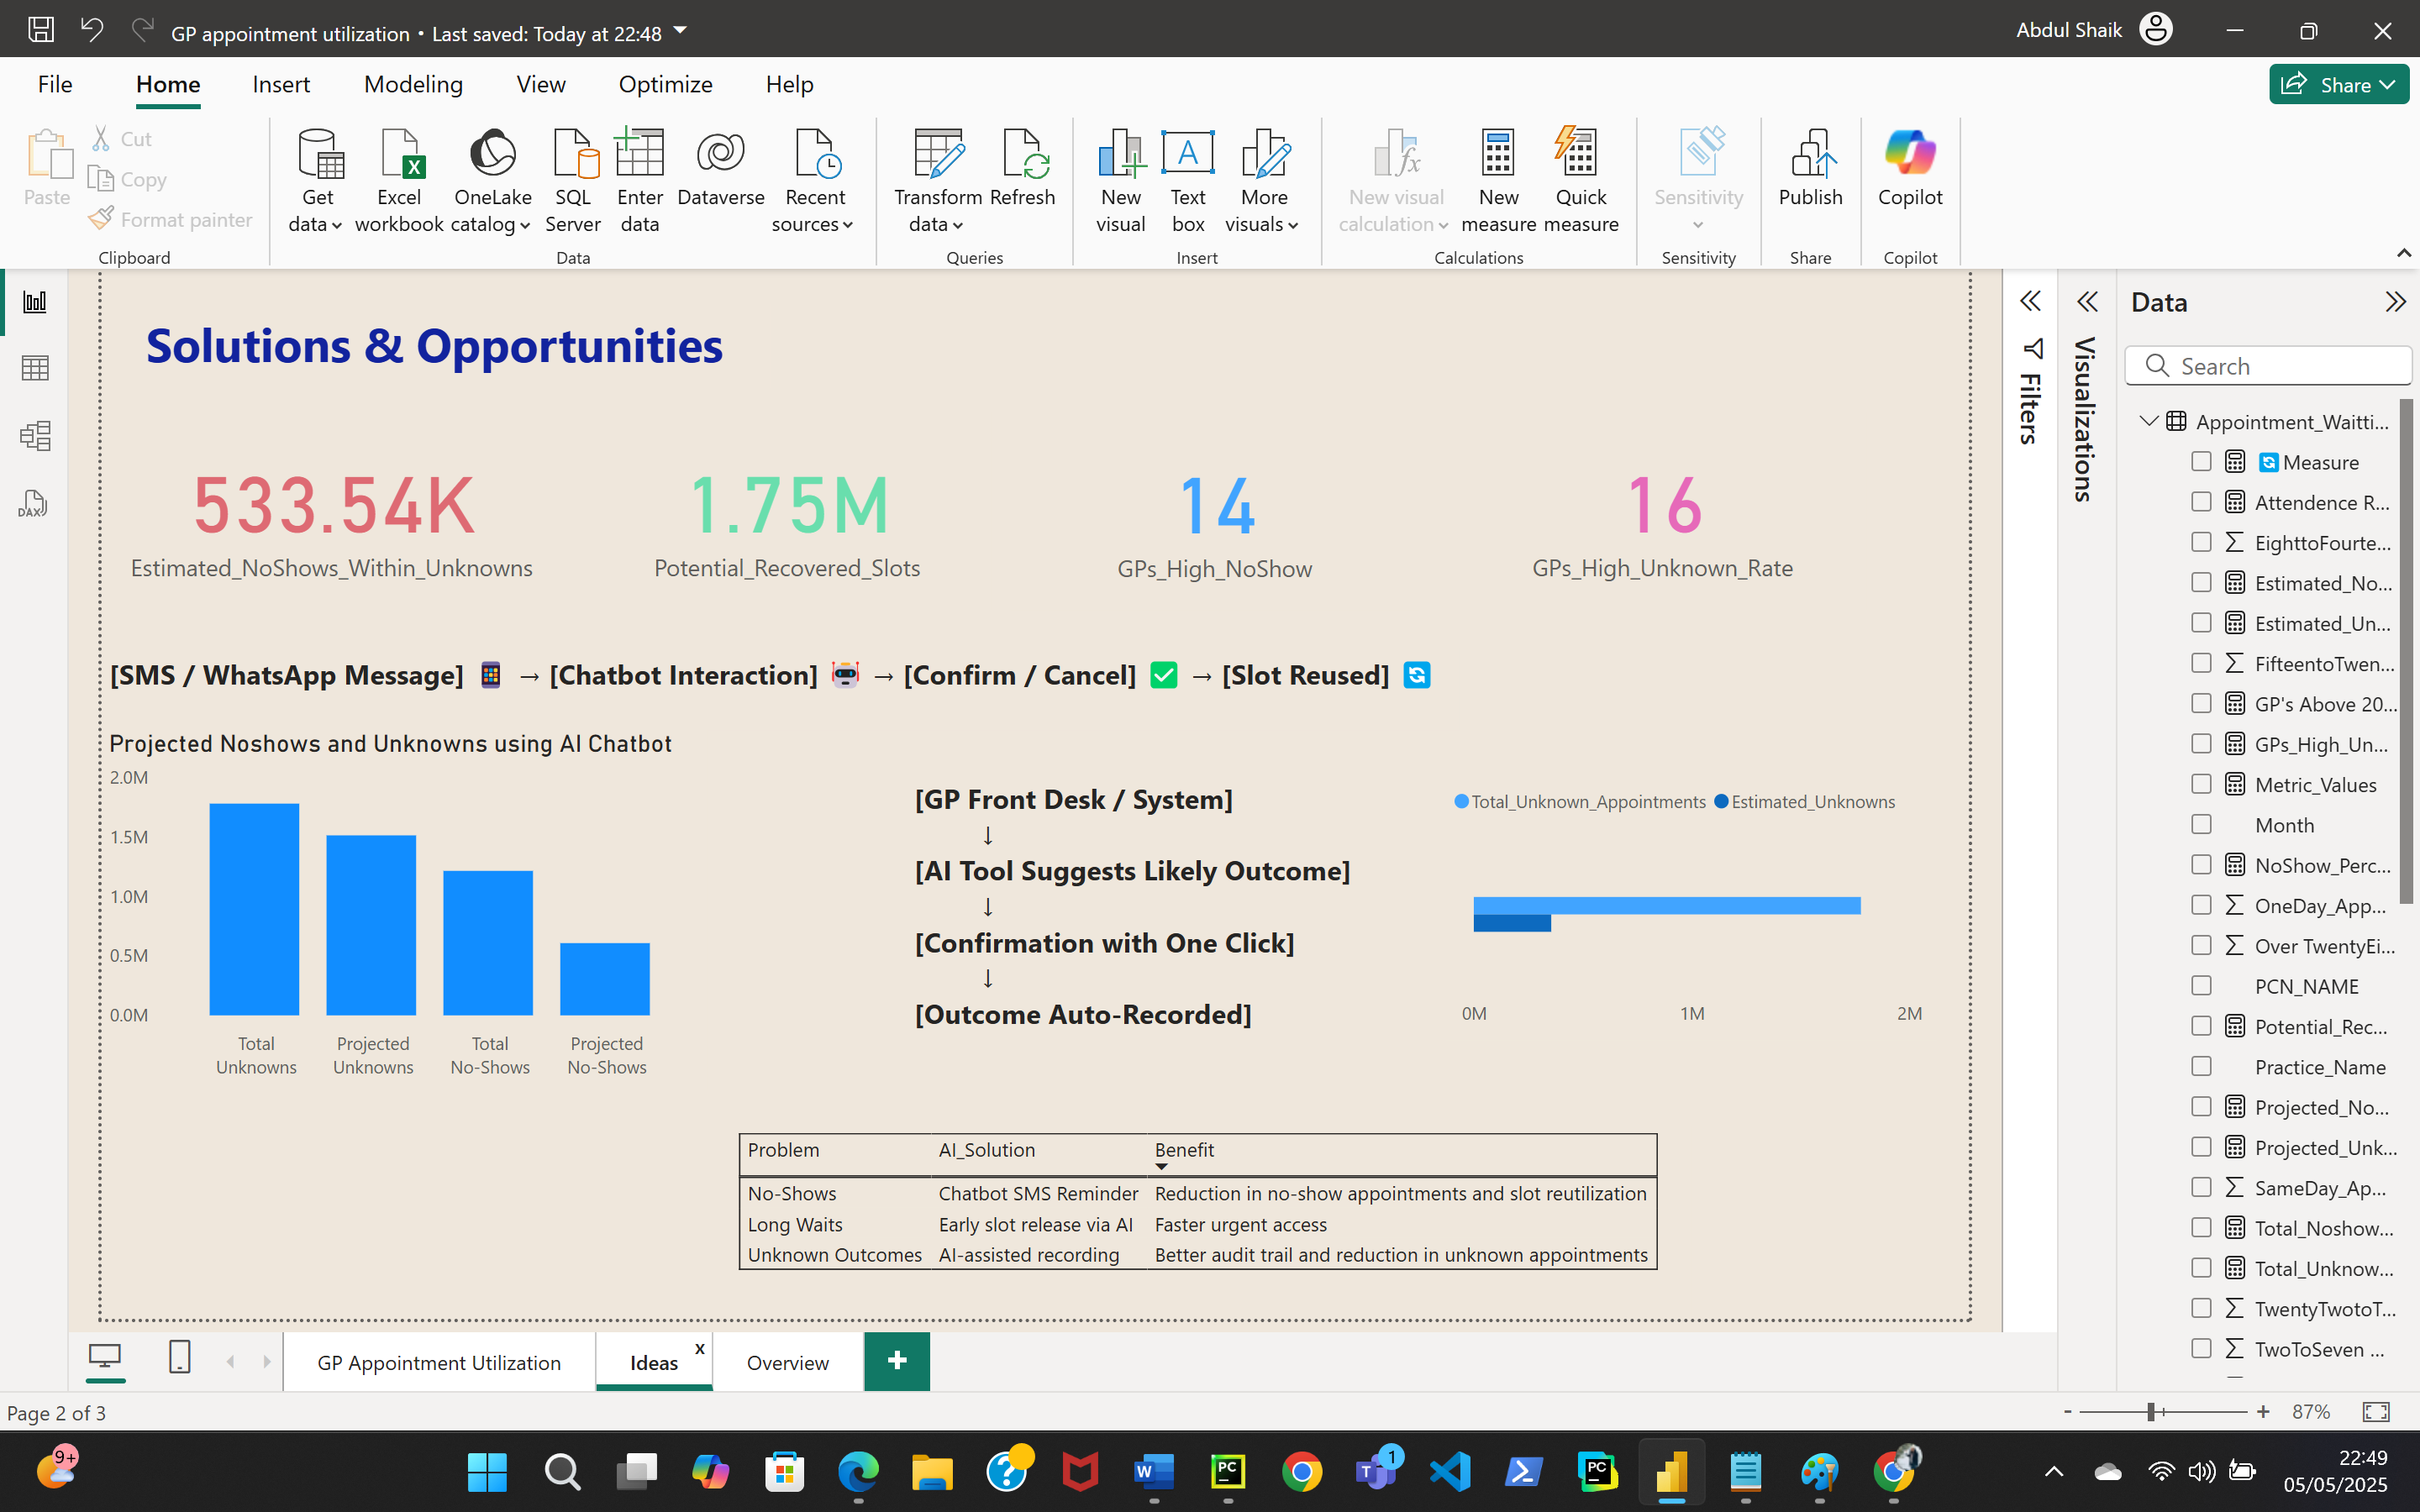 GP appointment utilization • Last saved: Today at 22:48
Abdul Shaik
File Home Insert Modeling View Optimize Help
Share
Paste
Cut
Copy
Format painter
Clipboard
Get data
Excel workbook
OneLake catalog
SQL Server
Enter data
Dataverse
Recent sources
Data
Transform data
Refresh
Queries
New visual
Text box
More visuals
Insert
New visual calculation
New measure
Quick measure
Calculations
Sensitivity
Sensitivity
Publish
Share
Copilot
Copilot
Solutions & Opportunities
533.54K
Estimated_NoShows_Within_Unknowns
1.75M
Potential_Recovered_Slots
14
GPs_High_NoShow
16
GPs_High_Unknown_Rate
[SMS / WhatsApp Message] 📱 → [Chatbot Interaction] 🤖 → [Confirm / Cancel] ✅ → [Slot Reused] 🔄
Projected Noshows and Unknowns using AI Chatbot
2.0M
1.5M
1.0M
0.5M
0.0M
Total Unknowns
Projected Unknowns
Total No-Shows
Projected No-Shows
[GP Front Desk / System]
↓
[AI Tool Suggests Likely Outcome]
↓
[Confirmation with One Click]
↓
[Outcome Auto-Recorded]
Total_Unknown_Appointments Estimated_Unknowns
0M 1M 2M
Problem AI_Solution Benefit
No-Shows Chatbot SMS Reminder Reduction in no-show appointments and slot reutilization
Long Waits Early slot release via AI Faster urgent access
Unknown Outcomes AI-assisted recording Better audit trail and reduction in unknown appointments
Filters
Visualizations
Data
Search
Appointment_Waitti...
🔄Measure
Attendence R...
EighttoFourte...
Estimated_No...
Estimated_Un...
FifteentoTwen...
GP's Above 20...
GPs_High_Un...
Metric_Values
Month
NoShow_Perc...
OneDay_App...
Over TwentyEi...
PCN_NAME
Potential_Rec...
Practice_Name
Projected_No...
Projected_Unk...
SameDay_Ap...
Total_Noshow...
Total_Unknow...
TwentyTwotoT...
TwoToSeven ...
GP Appointment Utilization
Ideas x
Overview
+
Page 2 of 3
- + 87%
9+
W
PC
T
1
PC
22:49
05/05/2025